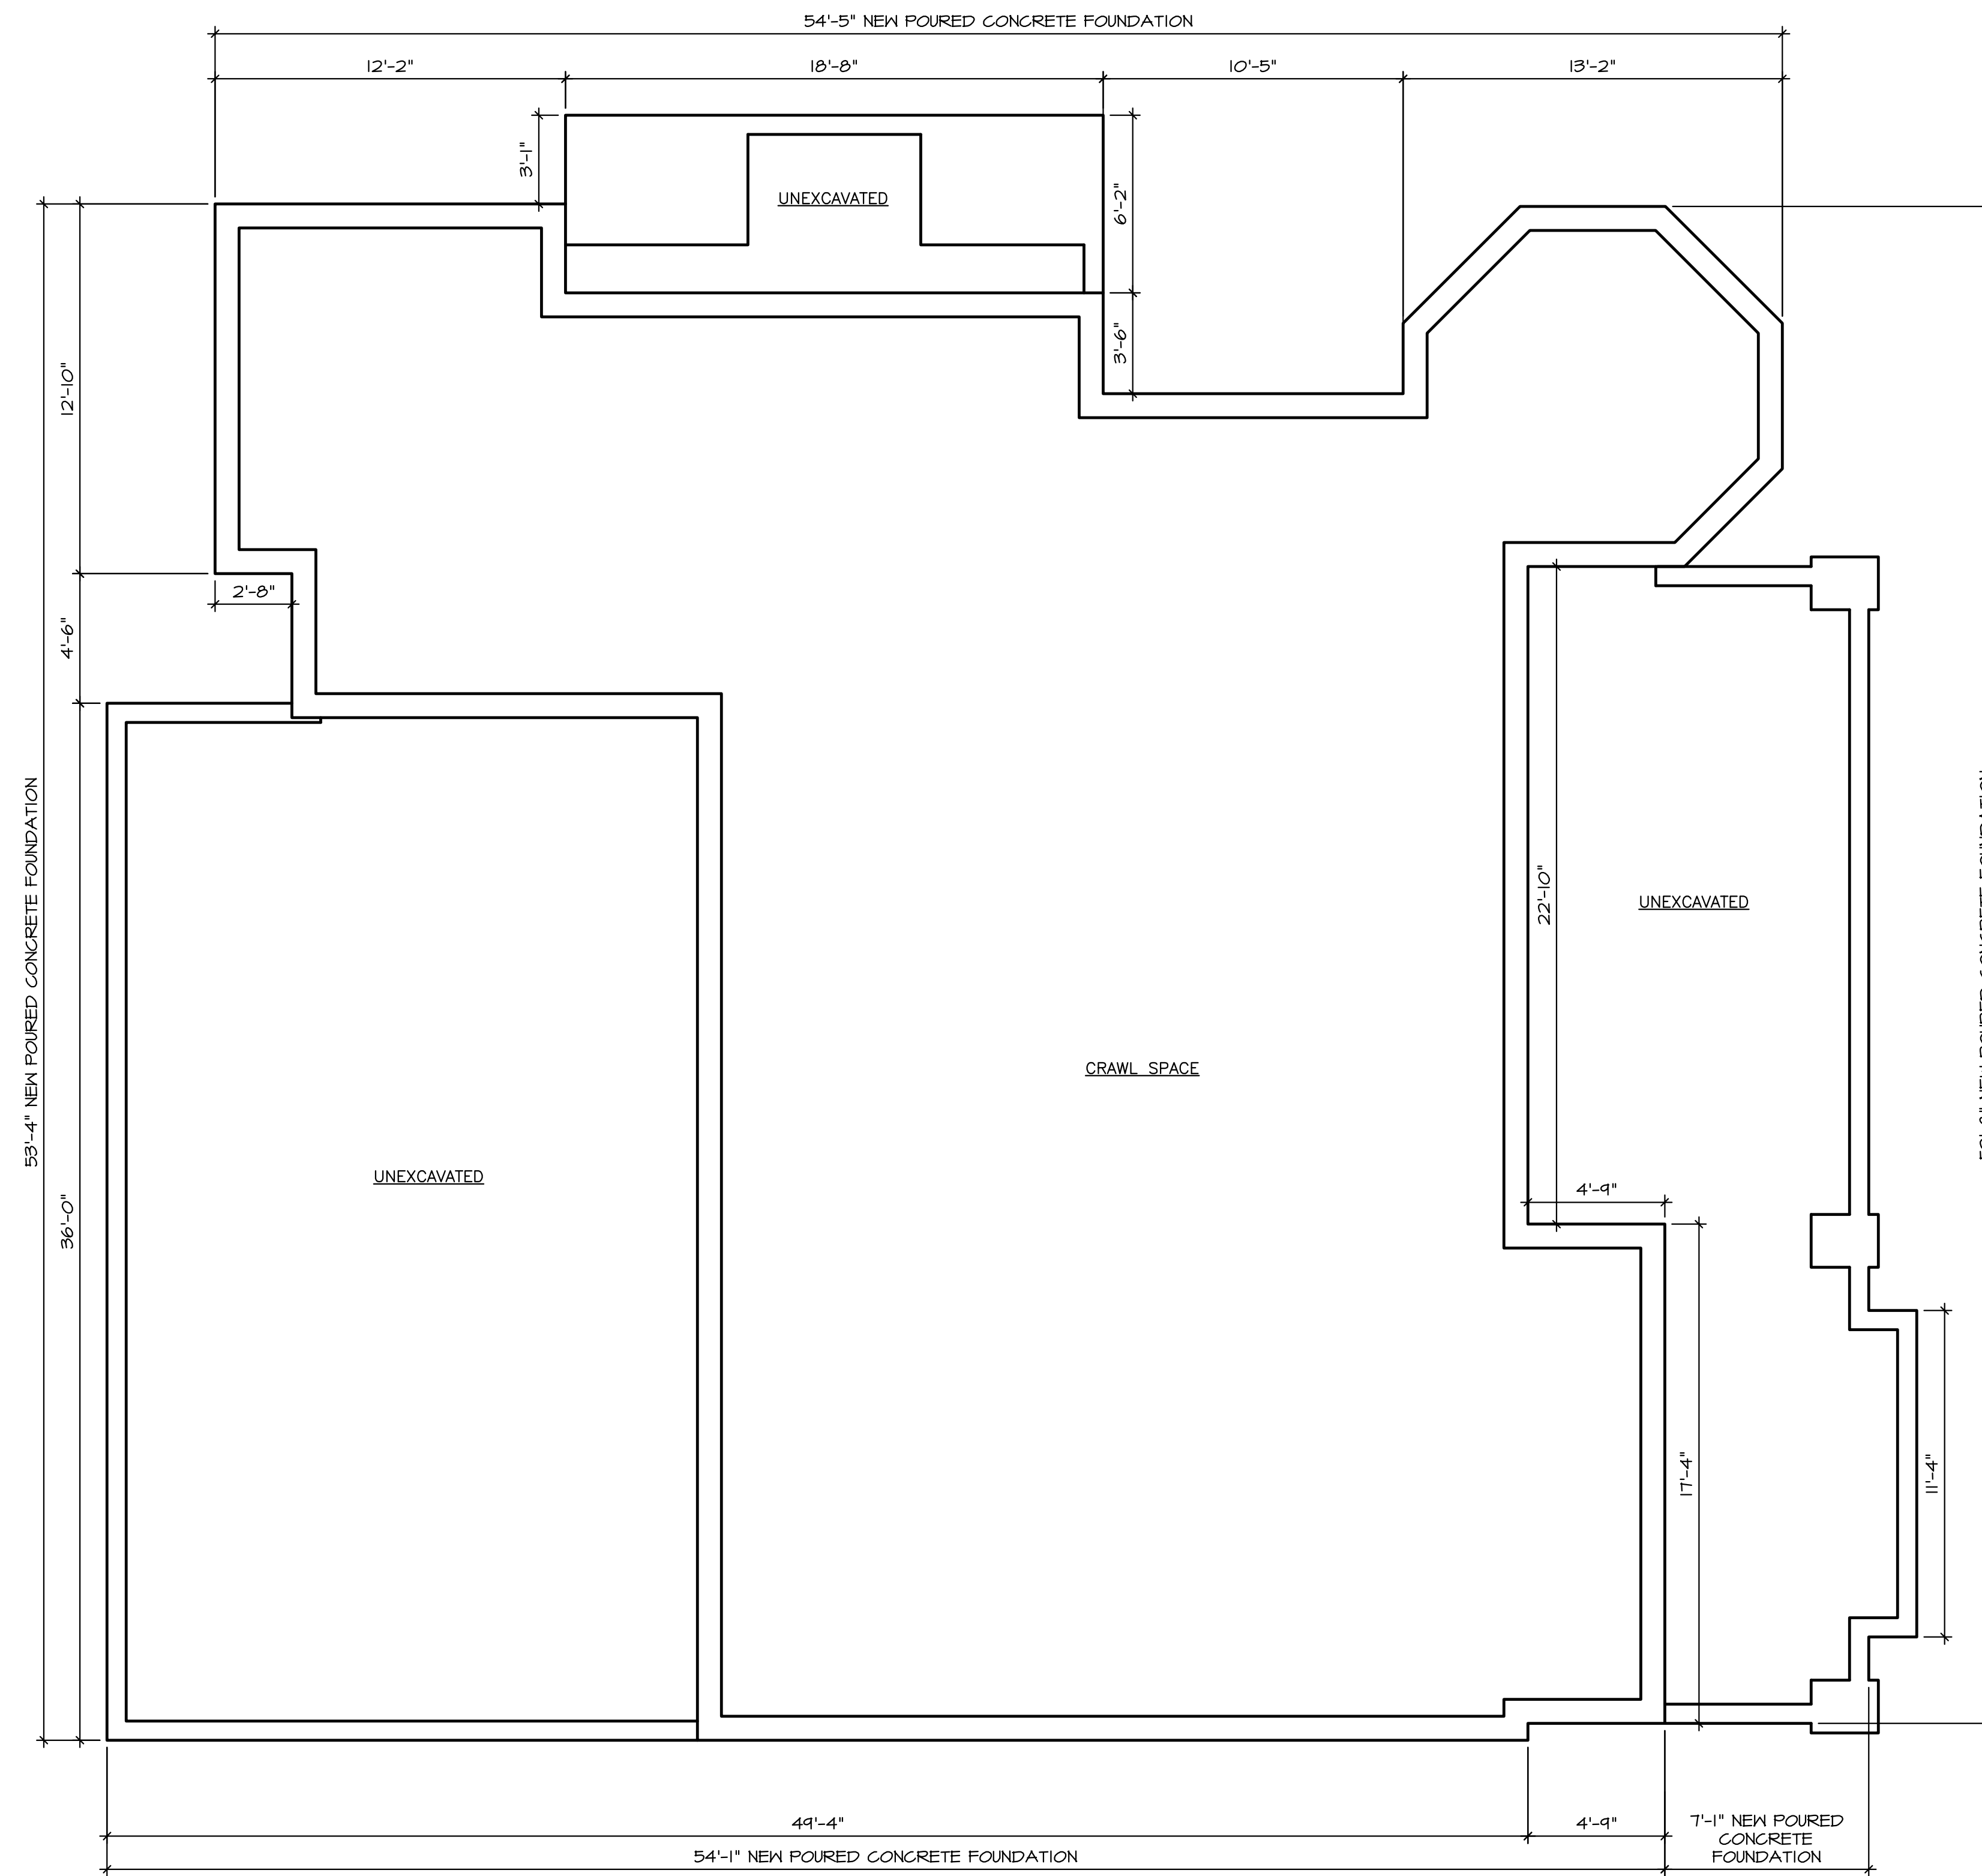 54'-5" NEW POURED CONCRETE FOUNDATION
12'-2"
18'-8"
10'-5"
13'-2"
3'-1"
6'-2"
UNEXCAVATED
3'-6"
12'-10"
2'-8"
4'-6"
53'-4" NEW POURED CONCRETE FOUNDATION
22'-10"
UNEXCAVATED
CRAWL SPACE
UNEXCAVATED
36'-0"
4'-9"
17'-4"
11'-4"
49'-4"
4'-9"
7'-1" NEW POURED
CONCRETE
FOUNDATION
54'-1" NEW POURED CONCRETE FOUNDATION